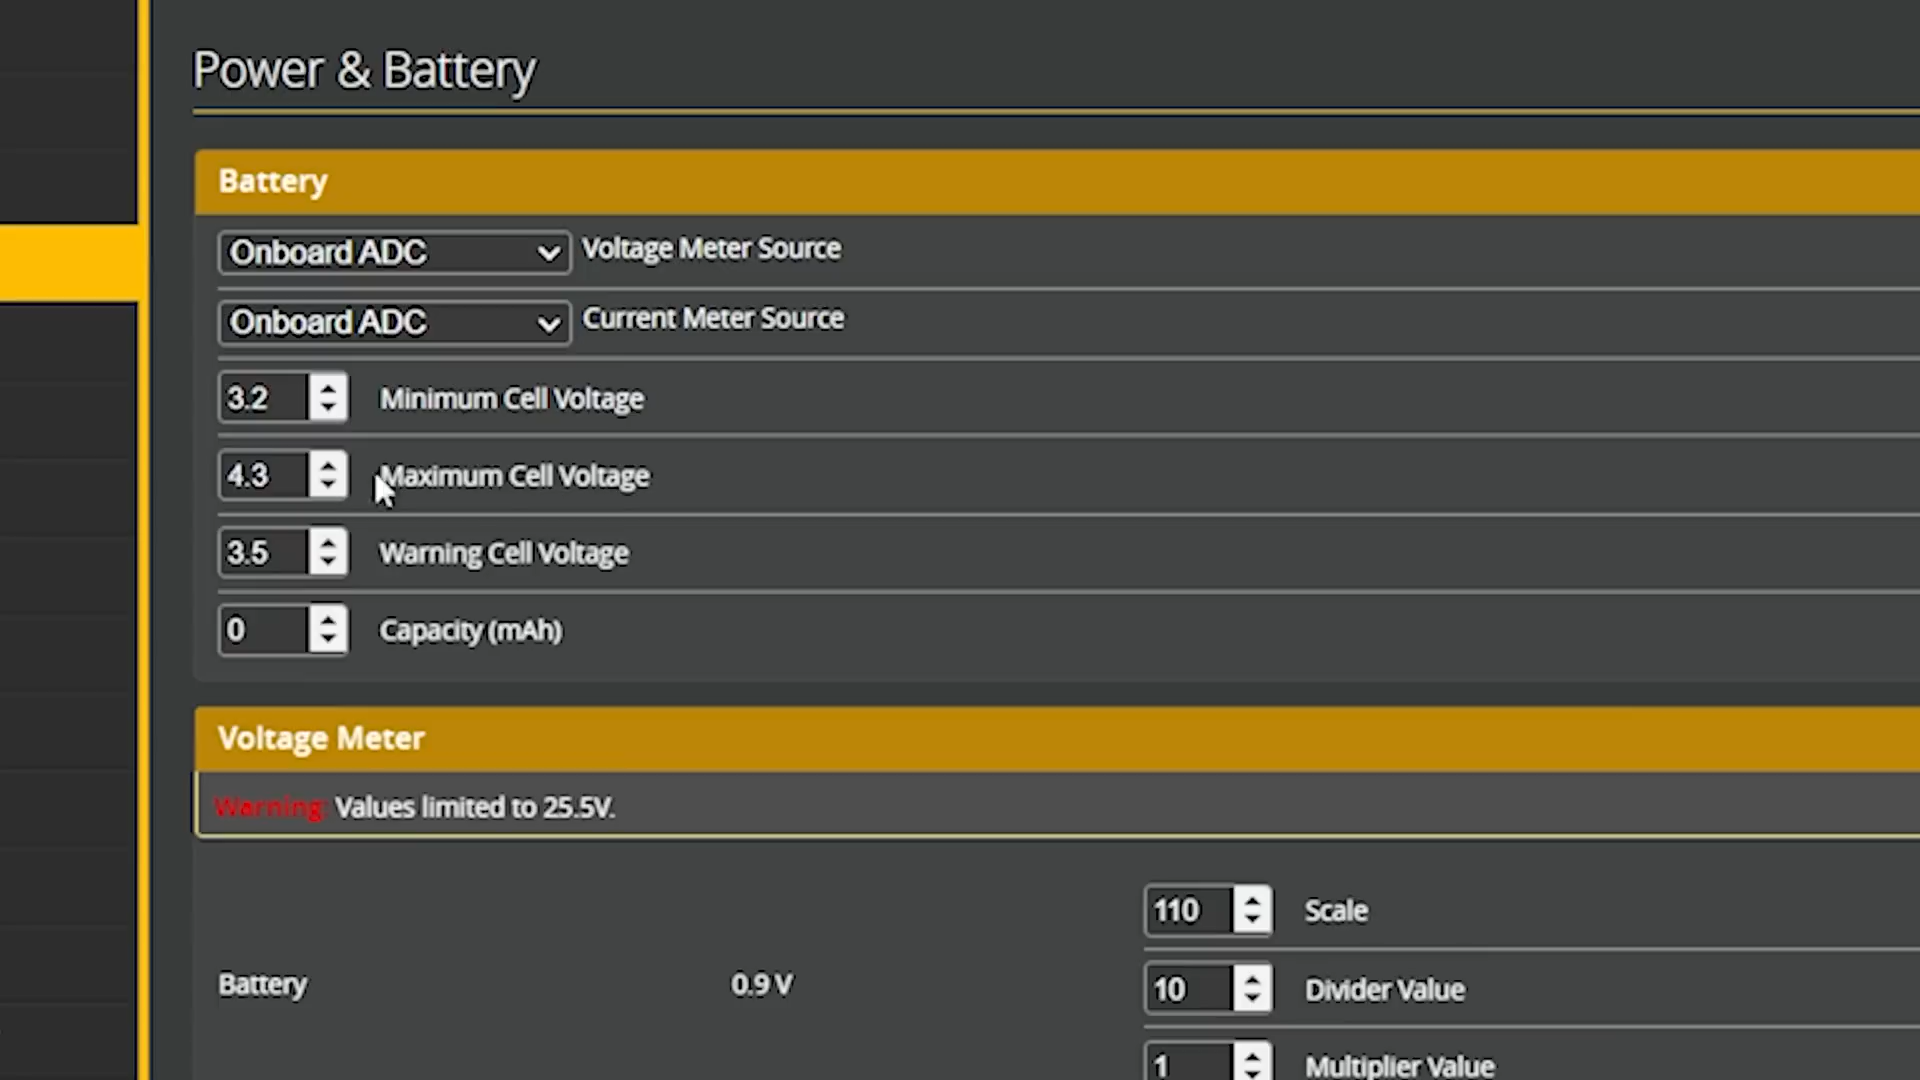 Power & Battery
Battery
Onboard ADC Voltage Meter Source
Onboard ADC Current Meter Source
3.2 Minimum Cell Voltage
4.3 Maximum Cell Voltage
3.5 Warning Cell Voltage
0 Capacity (mAh)
Voltage Meter
Warning: Values limited to 25.5V.
110 Scale
Battery 0.9 V
10 Divider Value
1 Multiplier Value